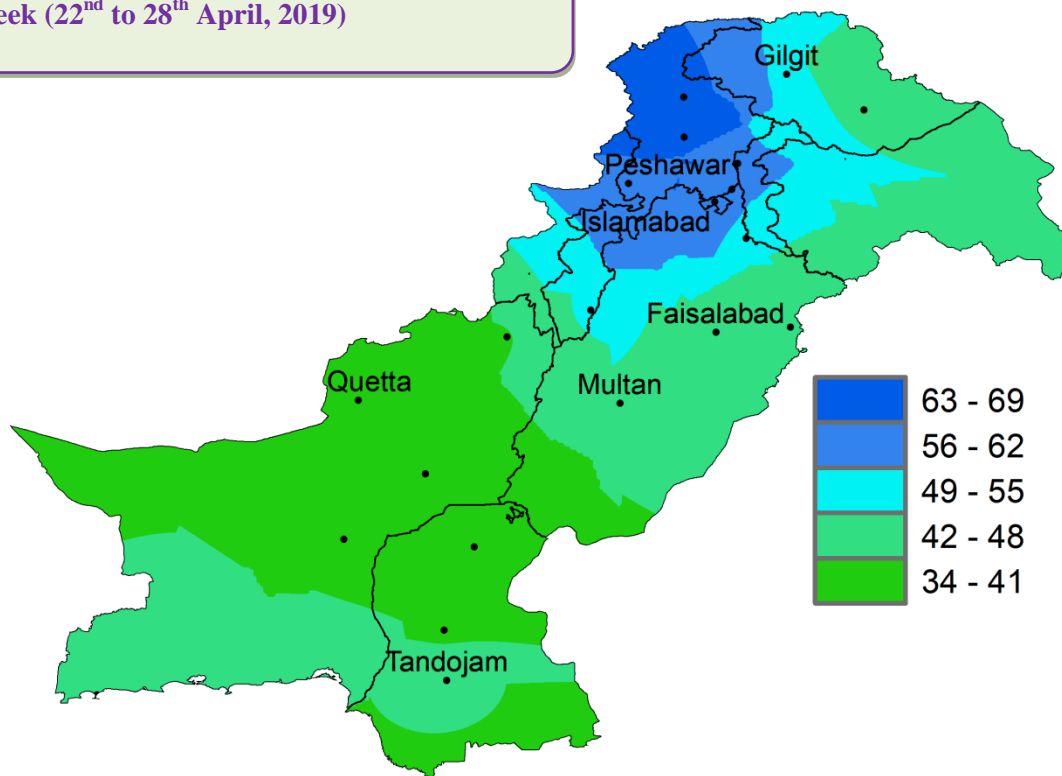 eek (22nd to 28th April, 2019)
Gilgit
Peshawar
Islamabad
Faisalabad
Quetta
Multan
63 - 69
56 - 62
49 - 55
42 - 48
34 - 41
Tandojam